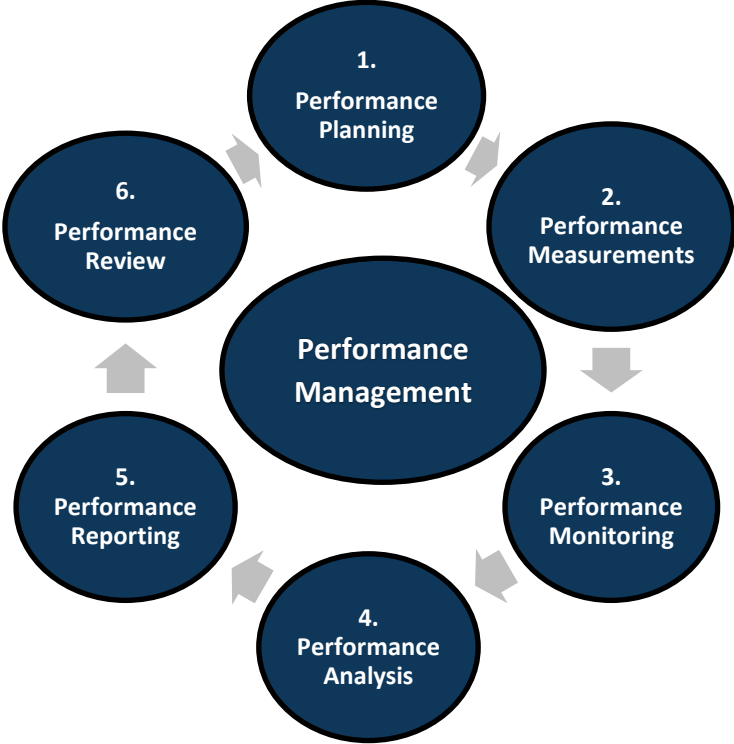 1.
Performance
Planning
2.
Performance
Measurements
3.
Performance
Monitoring
4.
Performance
Analysis
5.
Performance
Reporting
6.
Performance
Review
Performance
Management